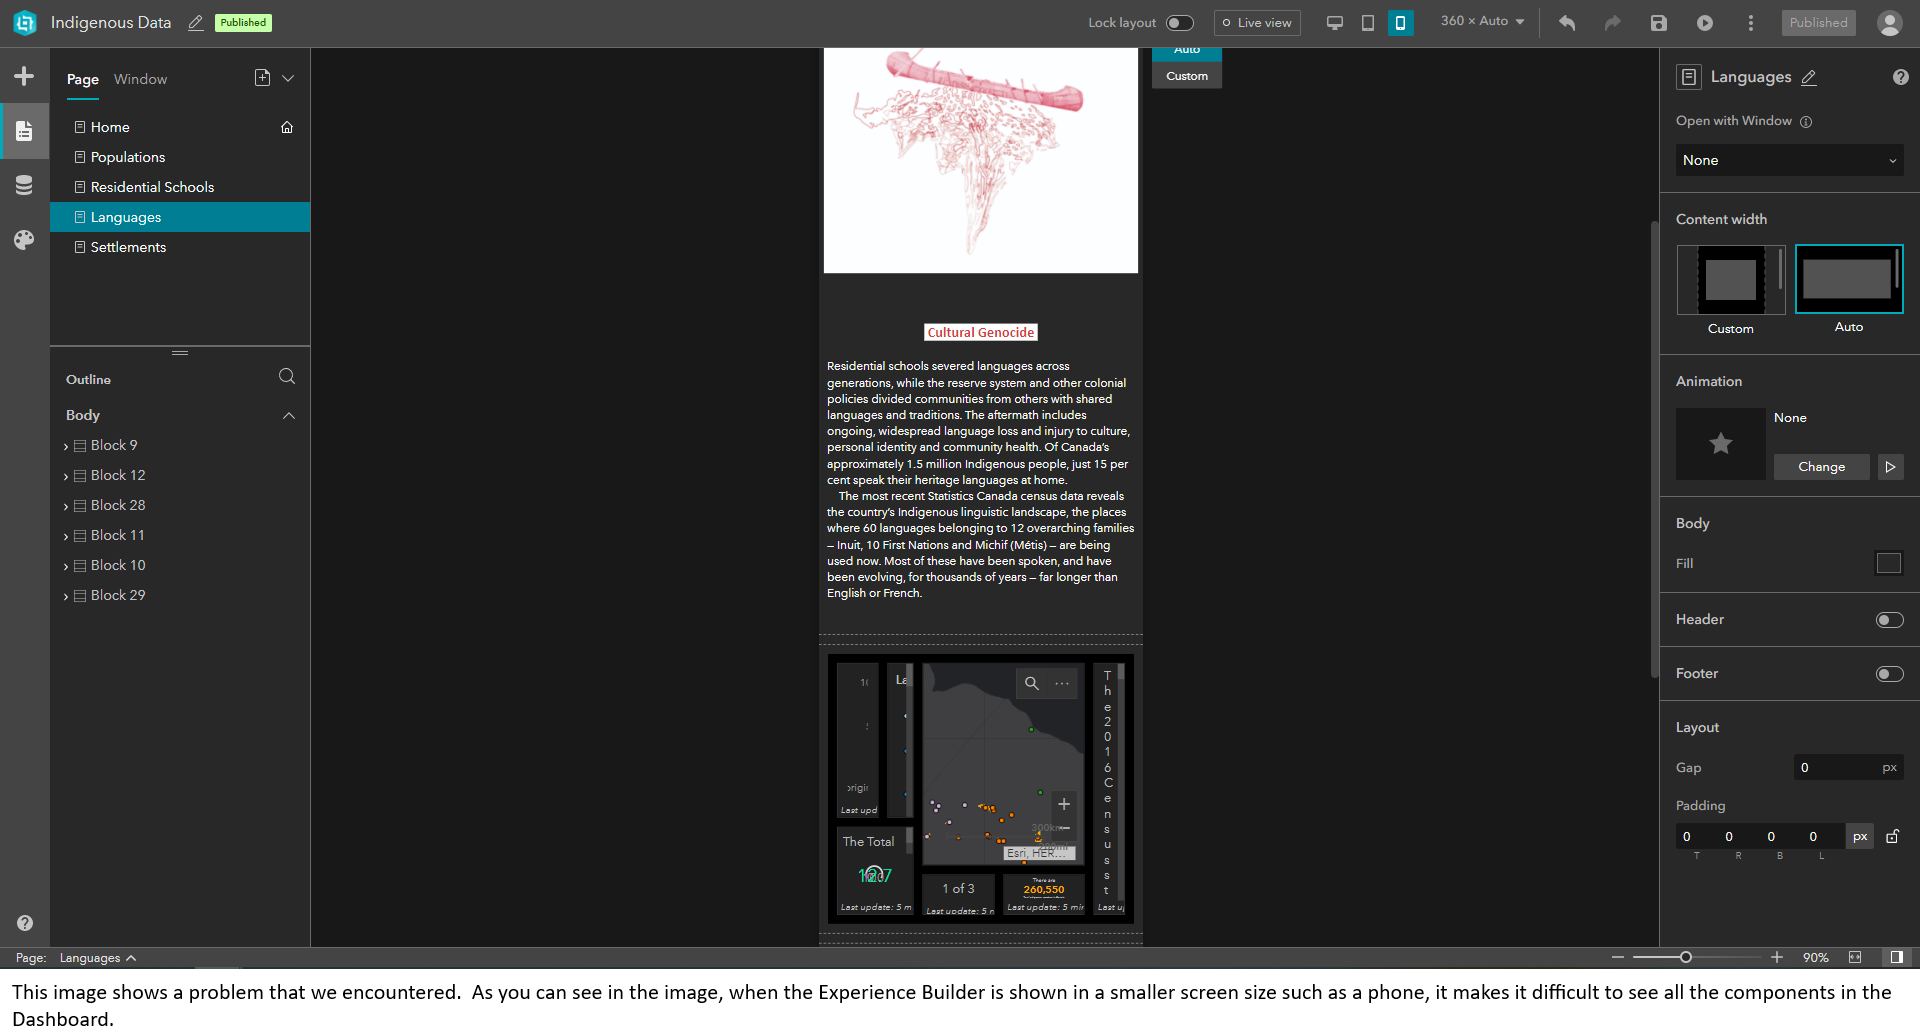 Indigenous Data
Published
Lock layout
Live view
360 × Auto
Published
Page
Window
Home
Populations
Residential Schools
Languages
Settlements
Outline
Body
Block 9
Block 12
Block 28
Block 11
Block 10
Block 29
Auto
Custom
Cultural Genocide
Residential schools severed languages across
generations, while the reserve system and other colonial
policies divided communities from others with shared
languages and traditions. The aftermath includes
ongoing, widespread language loss and injury to culture,
personal identity and community health. Of Canada's
approximately 1.5 million Indigenous people, just 15 per
cent speak their heritage languages at home.
The most recent Statistics Canada census data reveals
the country's Indigenous linguistic landscape, the places
where 60 languages belonging to 12 overarching families
– Inuit, 10 First Nations and Michif (Métis) – are being
used now. Most of these have been spoken, and have
been evolving, for thousands of years – far longer than
English or French.
La
origin
Last upd
The Total
Last update: 5 m
300km
Esri, HER...
1 of 3
Last update: 5 n
There are
260,550
Last update: 5 min
T
h
e
2
0
1
6
C
e
n
s
u
s
s
t
Last u
Languages
Open with Window
None
Content width
Custom
Auto
Animation
None
Change
Body
Fill
Header
Footer
Layout
Gap
0 px
Padding
0 0 0 0 px
T R B L
Page: Languages
90%
This image shows a problem that we encountered.  As you can see in the image, when the Experience Builder is shown in a smaller screen size such as a phone, it makes it difficult to see all the components in the
Dashboard.